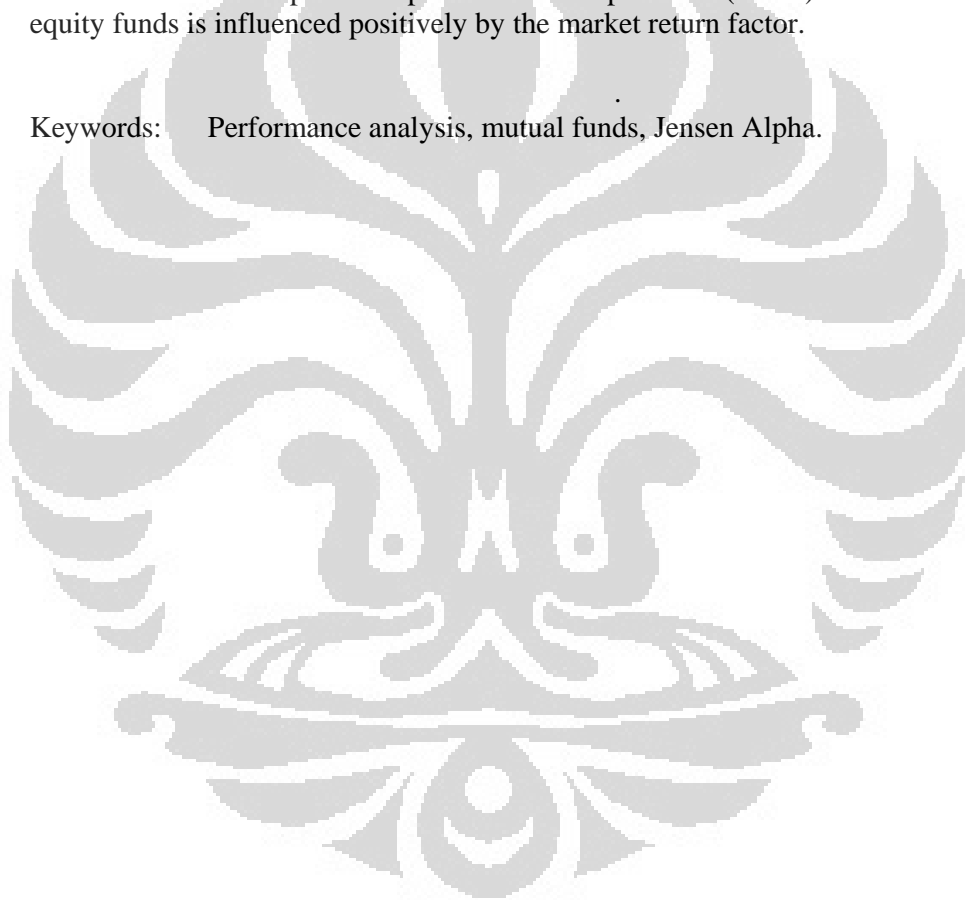 equity funds is influenced positively by the market return factor.
.
Keywords: Performance analysis, mutual funds, Jensen Alpha.